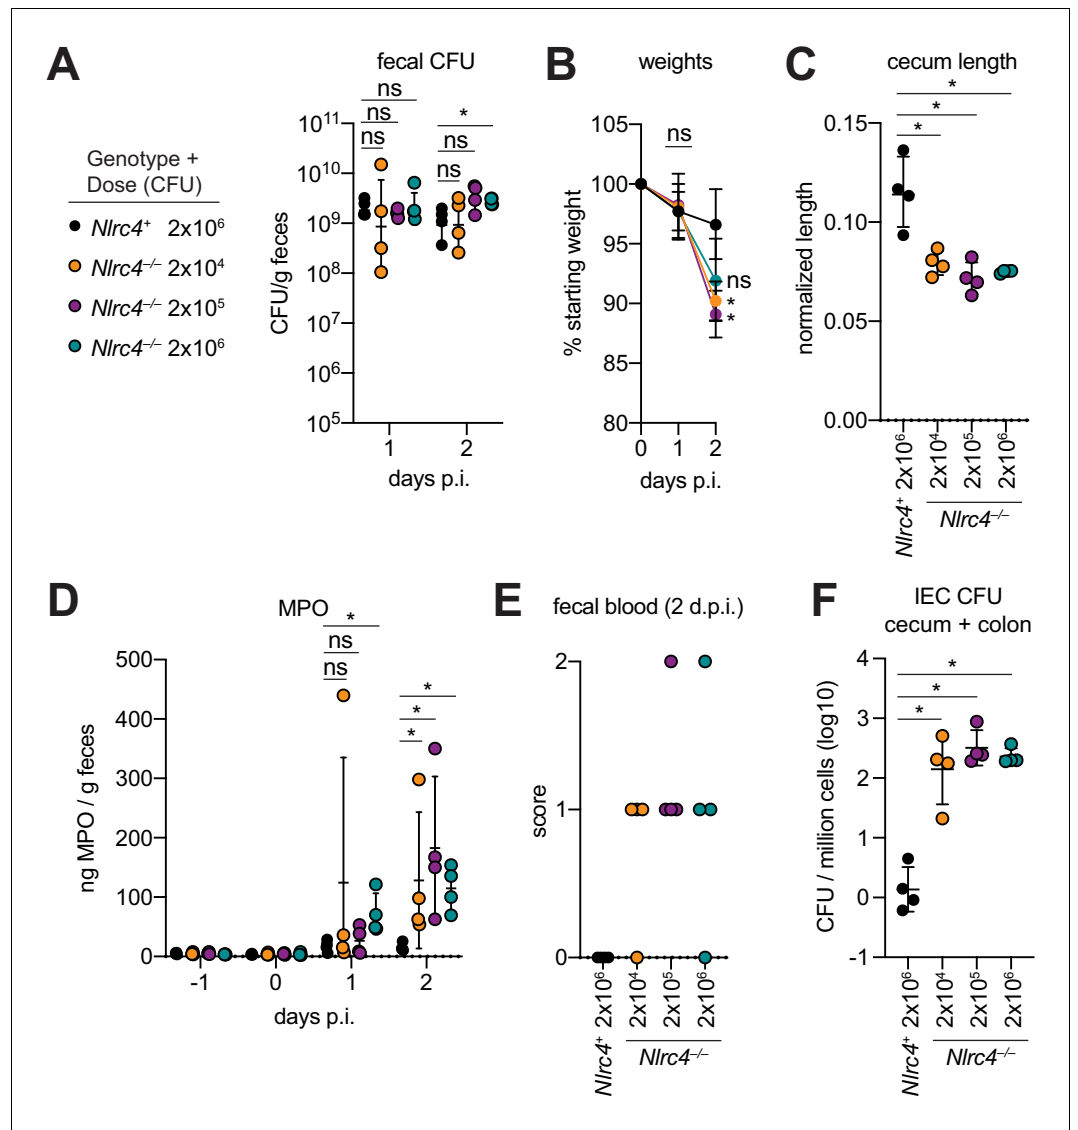 A
fecal CFU
Genotype +
Dose (CFU)
Nlrc4⁺ 2x10⁶
Nlrc4⁻/⁻ 2x10⁴
Nlrc4⁻/⁻ 2x10⁵
Nlrc4⁻/⁻ 2x10⁶
ns
ns
ns
*
ns
ns
CFU/g feces
10¹¹
10¹⁰
10⁹
10⁸
10⁷
10⁶
10⁵
1
2
days p.i.
B
weights
ns
% starting weight
105
100
95
90
85
80
ns
*
*
0
1
2
days p.i.
C
cecum length
*
*
*
normalized length
0.15
0.10
0.05
0.00
Nlrc4⁺ 2x10⁶
2x10⁴
2x10⁵
2x10⁶
Nlrc4⁻/⁻
D
MPO
*
ns
ns
*
*
*
ng MPO / g feces
500
400
300
200
100
0
-1
0
1
2
days p.i.
E
fecal blood (2 d.p.i.)
score
2
1
0
Nlrc4⁺ 2x10⁶
2x10⁴
2x10⁵
2x10⁶
Nlrc4⁻/⁻
F
IEC CFU
cecum + colon
*
*
*
CFU / million cells (log10)
4
3
2
1
0
-1
Nlrc4⁺ 2x10⁶
2x10⁴
2x10⁵
2x10⁶
Nlrc4⁻/⁻